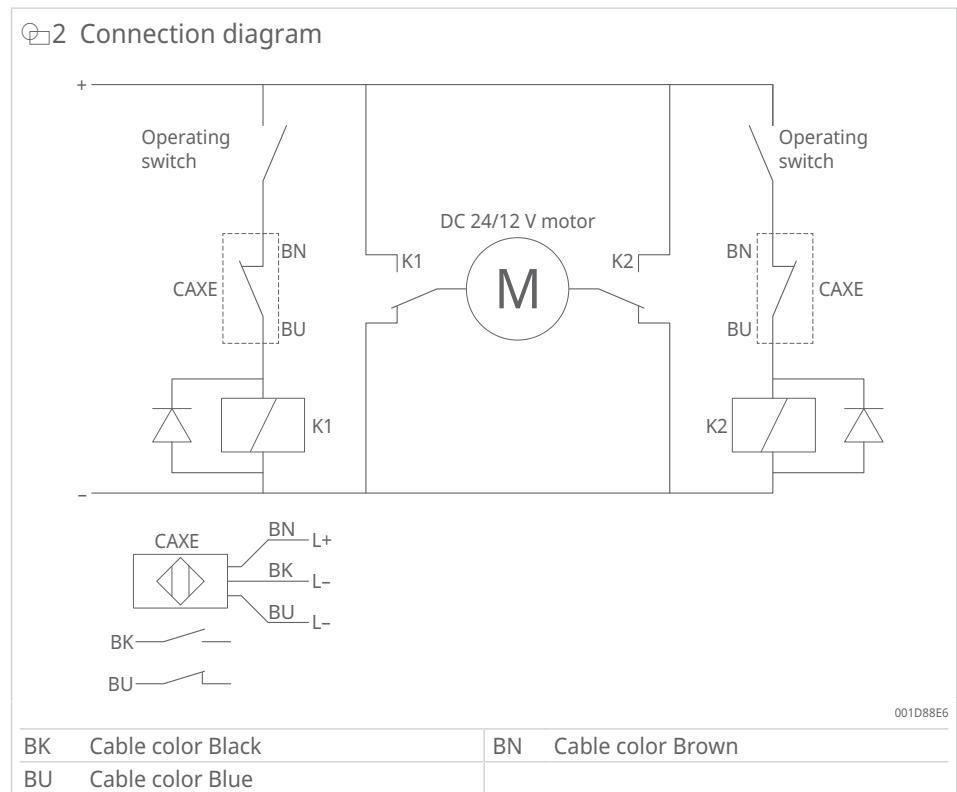 2 Connection diagram
+
Operating
switch
Operating
switch
DC 24/12 V motor
BN
K1
K2
BN
CAXE
M
CAXE
BU
BU
K1
K2
–
CAXE
BN
L+
BK
L–
BU
L–
BK
BU
001D88E6
BK Cable color Black
BN Cable color Brown
BU Cable color Blue